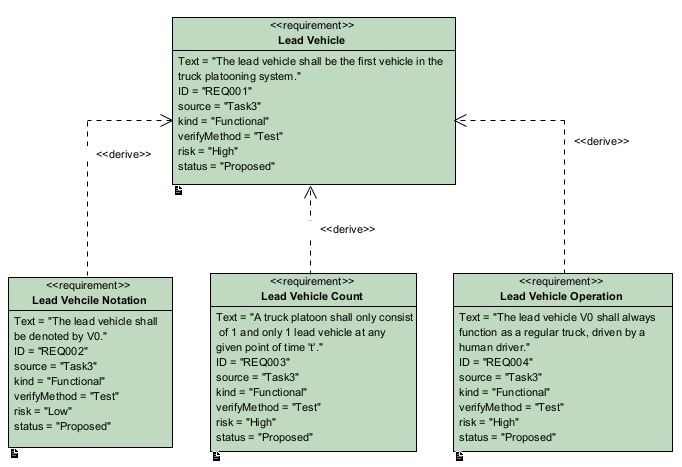 <<requirement>>
Lead Vehicle
Text = "The lead vehicle shall be the first vehicle in the
truck platooning system."
ID = "REQ001"
source = "Task3"
kind = "Functional"
verifyMethod = "Test"
risk = "High"
status = "Proposed"
<<derive>>
<<derive>>
<<derive>>
<<requirement>>
Lead Vehcile Notation
Text = "The lead vehicle shall
be denoted by V0."
ID = "REQ002"
source = "Task3"
kind = "Functional"
verifyMethod = "Test"
risk = "Low"
status = "Proposed"
<<requirement>>
Lead Vehicle Count
Text = "A truck platoon shall only consist
of 1 and only 1 lead vehicle at any
given point of time 't'."
ID = "REQ003"
source = "Task3"
kind = "Functional"
verifyMethod = "Test"
risk = "High"
status = "Proposed"
<<requirement>>
Lead Vehicle Operation
Text = "The lead vehicle V0 shall always
function as a regular truck, driven by a
human driver."
ID = "REQ004"
source = "Task3"
kind = "Functional"
verifyMethod = "Test"
risk = "High"
status = "Proposed"